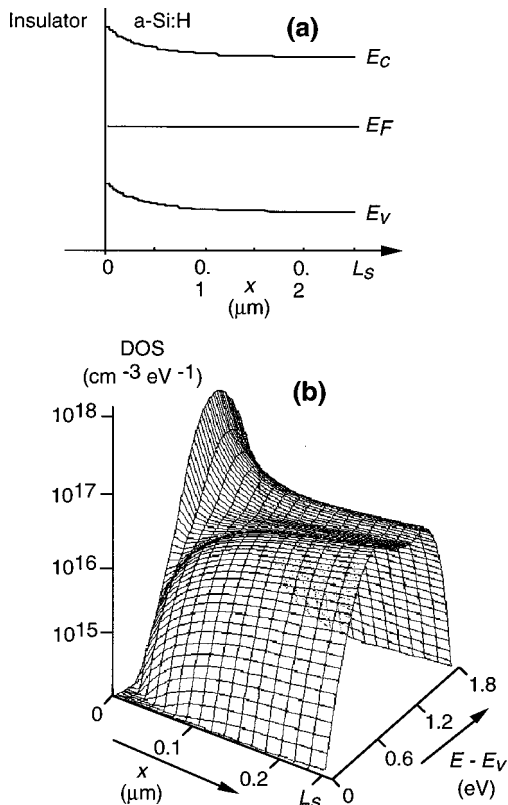 Insulator a-Si:H (a)
E_C
E_F
E_V
0 0. 0. L_S
1 x 2
(μm)
DOS
(cm -3 eV -1) (b)
10^18
10^17
10^16
10^15
0 1.8
0.1 1.2
0.2 0.6
x L_S 0 E - E_V
(μm) (eV)